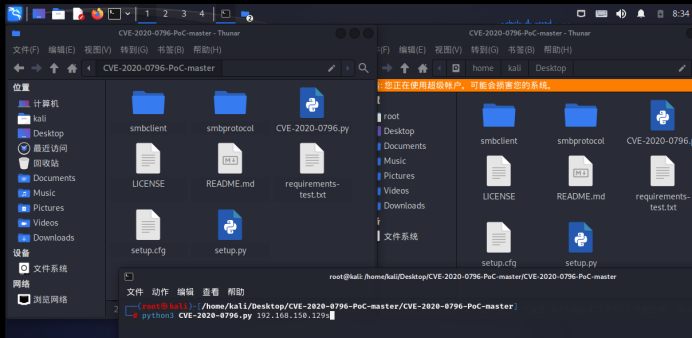 1 2 3 4
2
8:34
CVE-2020-0796-PoC-master - Thunar
Desktop - Thunar
文件(F) 编辑(E) 视图(V) 转到(G) 书签(B) 帮助(H)
文件(F) 编辑(E) 视图(V) 转到(G) 书签(B) 帮助(H)
CVE-2020-0796-PoC-master
home kali Desktop
您正在使用超级帐户,可能会损害您的系统。
位置
计算机
kali
Desktop
最近访问
回收站
Documents
Music
Pictures
Videos
Downloads
设备
文件系统
网络
浏览网络
smbclient
smbprotocol
CVE-2020-0796.py
LICENSE
README.md
requirements-
test.txt
setup.cfg
setup.py
root
Desktop
Documents
Music
Pictures
Videos
Downloads
文件系统
smbclient
smbprotocol
CVE-2020-0796.p
LICENSE
README.md
requirements-
test.txt
setup.cfg
setup.py
root@kali: /home/kali/Desktop/CVE-2020-0796-PoC-master/CVE-2020-0796-PoC-master
文件 动作 编辑 查看 帮助
(root㉿kali)-[/home/kali/Desktop/CVE-2020-0796-PoC-master/CVE-2020-0796-PoC-master]
# python3 CVE-2020-0796.py 192.168.150.129s